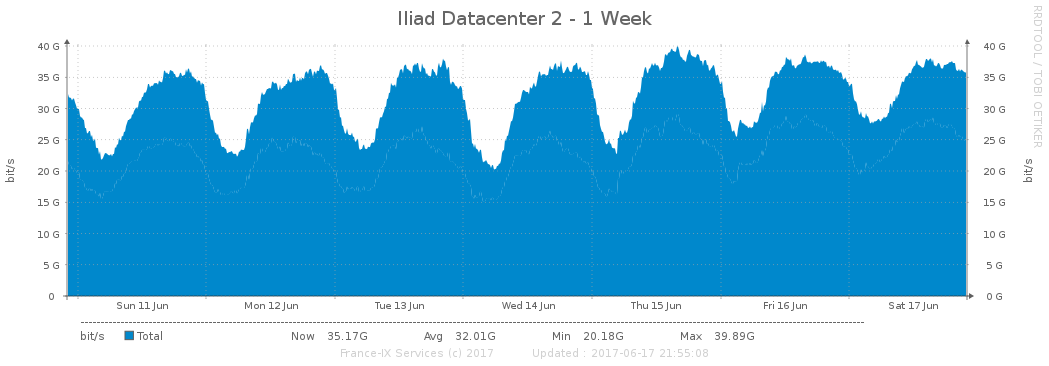 Iliad Datacenter 2 - 1 Week
RRDTOOL / TOBI OETIKER
40 G 40 G
35 G 35 G
30 G 30 G
25 G 25 G
20 G 20 G
15 G 15 G
10 G 10 G
5 G 5 G
0 0 G
bit/s bit/s
Sun 11 Jun Mon 12 Jun Tue 13 Jun Wed 14 Jun Thu 15 Jun Fri 16 Jun Sat 17 Jun
bit/s Total Now 35.17G Avg 32.01G Min 20.18G Max 39.89G
France-IX Services (c) 2017 Updated : 2017-06-17 21:55:08